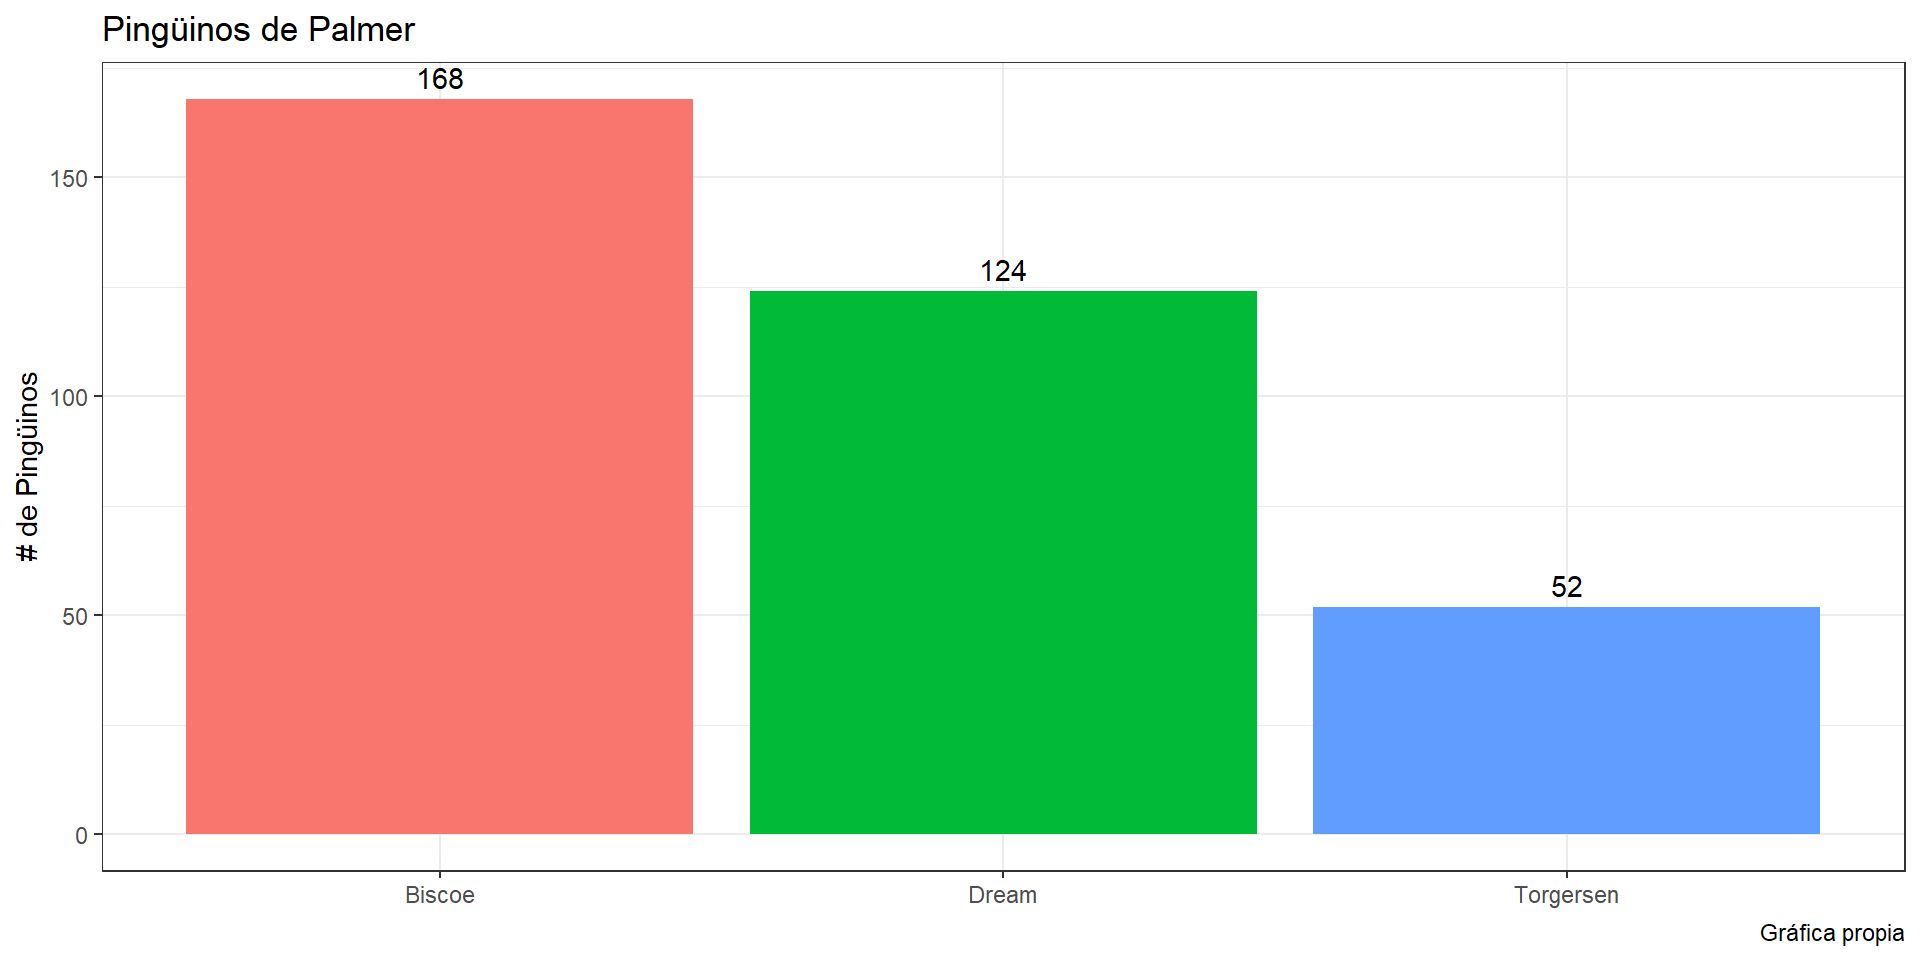 Pingüinos de Palmer
168
124
52
150
100
50
0
# de Pingüinos
Biscoe
Dream
Torgersen
Gráfica propia